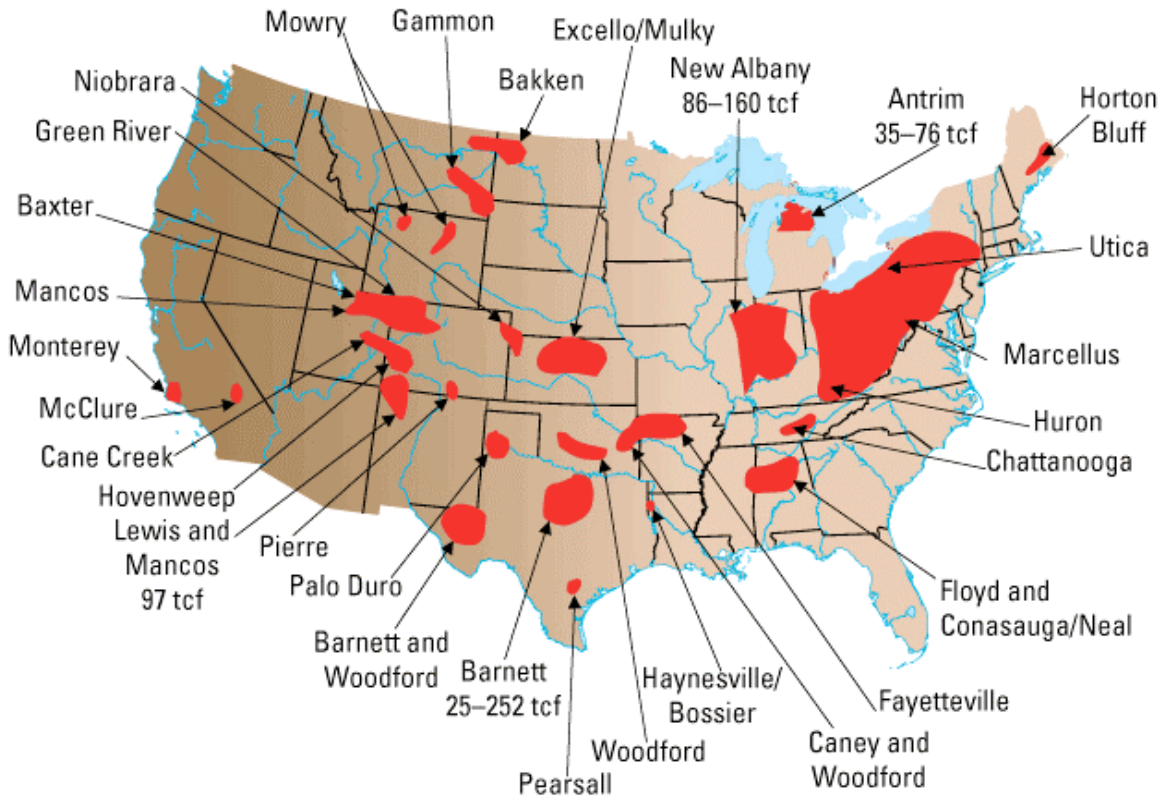 Mowry
Gammon
Excello/Mulky
Niobrara
Bakken
New Albany
86–160 tcf
Antrim
35–76 tcf
Horton
Bluff
Green River
Baxter
Utica
Mancos
Monterey
Marcellus
McClure
Huron
Cane Creek
Chattanooga
Hovenweep
Lewis and
Mancos
97 tcf
Pierre
Palo Duro
Floyd and
Conasauga/Neal
Barnett and
Woodford
Barnett
25–252 tcf
Haynesville/
Bossier
Fayetteville
Woodford
Caney and
Woodford
Pearsall